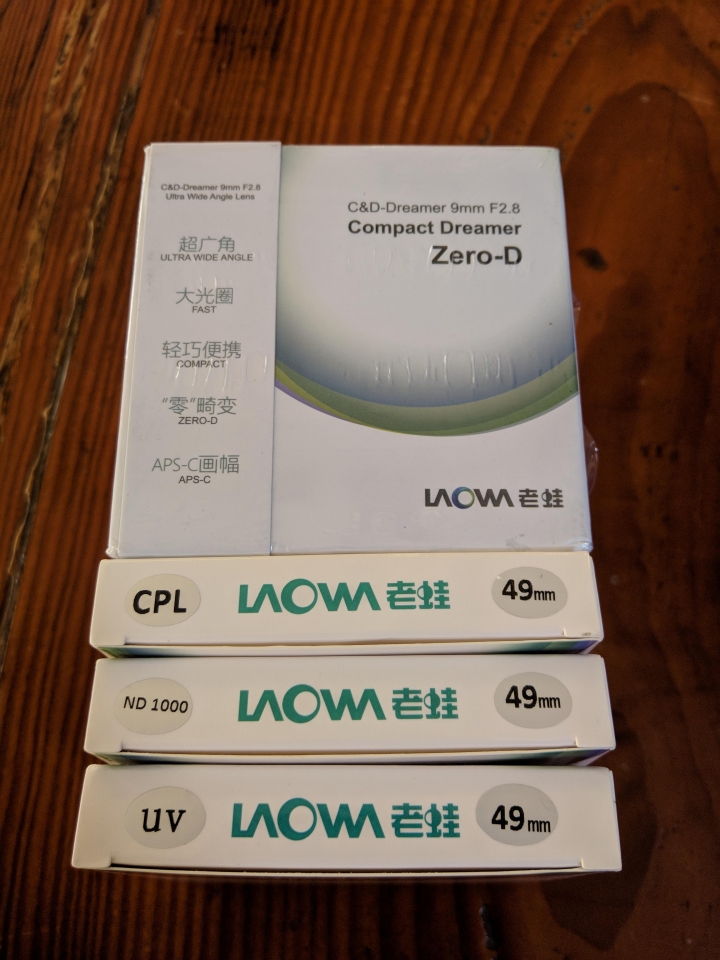 C&D-Dreamer 9mm F2.8
Ultra Wide Angle Lens
超广角
ULTRA WIDE ANGLE
大光圈
FAST
轻巧便携
COMPACT
“零”畸变
ZERO-D
APS-C画幅
APS-C
C&D-Dreamer 9mm F2.8
Compact Dreamer
Zero-D
LAOWA 老蛙
CPL LAOWA 老蛙 49mm
ND 1000 LAOWA 老蛙 49mm
UV LAOWA 老蛙 49mm